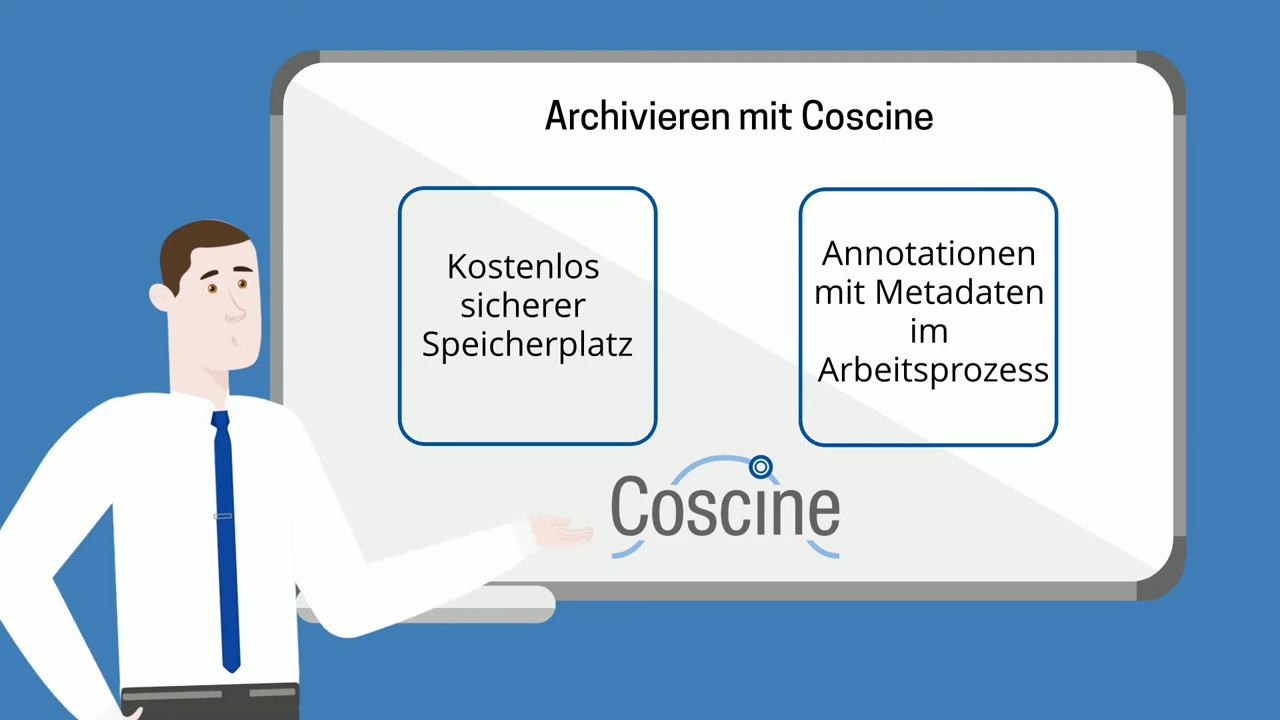 Archivieren mit Coscine
Kostenlos
sicherer
Speicherplatz
Annotationen
mit Metadaten
im
Arbeitsprozess
Coscine